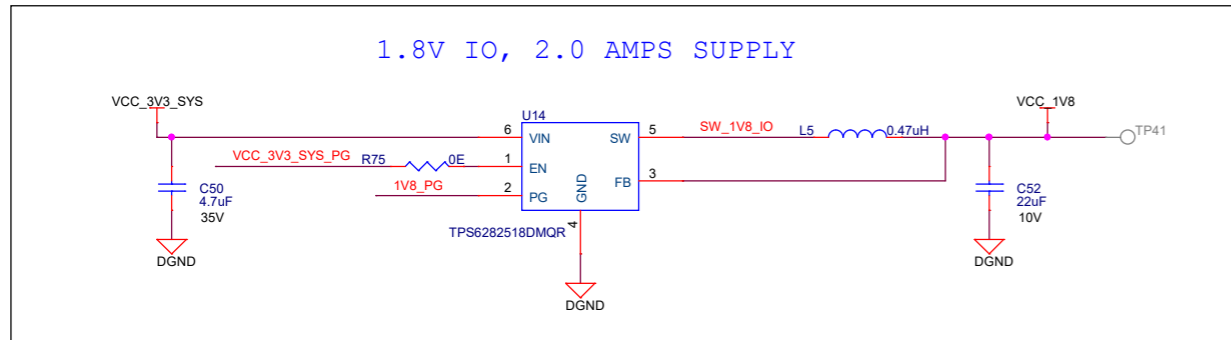 1.8V IO, 2.0 AMPS SUPPLY
VCC_3V3_SYS
U14
VCC_1V8
6 VIN SW 5 SW_1V8_IO L5 0.47uH
TP41
VCC_3V3_SYS_PG R75 0E 1 EN
1V8_PG 2 PG GND FB 3
4
C50
4.7uF
35V
C52
22uF
10V
TPS6282518DMQR
DGND
DGND
DGND